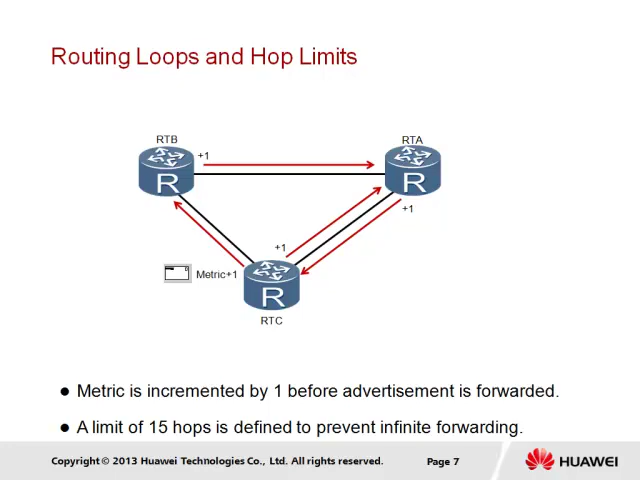 Routing Loops and Hop Limits
RTB
RTA
+1
R
R
+1
+1
Metric+1
R
RTC
● Metric is incremented by 1 before advertisement is forwarded.
● A limit of 15 hops is defined to prevent infinite forwarding.
Copyright © 2013 Huawei Technologies Co., Ltd. All rights reserved.
Page 7
HUAWEI